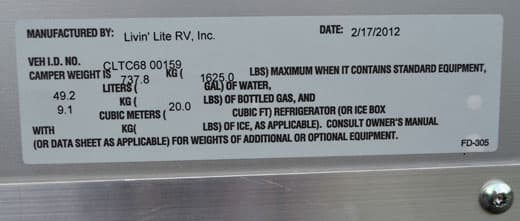 MANUFACTURED BY: Livin' Lite RV, Inc. DATE: 2/17/2012
VEH I.D. NO. CLTC68 00159
CAMPER WEIGHT IS 737.8 KG ( 1625.0 LBS) MAXIMUM WHEN IT CONTAINS STANDARD EQUIPMENT,
49.2 LITERS ( GAL) OF WATER,
9.1 KG ( 20.0 LBS) OF BOTTLED GAS, AND
CUBIC METERS ( CUBIC FT) REFRIGERATOR (OR ICE BOX
WITH KG( LBS) OF ICE, AS APPLICABLE). CONSULT OWNER'S MANUAL
(OR DATA SHEET AS APPLICABLE) FOR WEIGHTS OF ADDITIONAL OR OPTIONAL EQUIPMENT.
FD-305